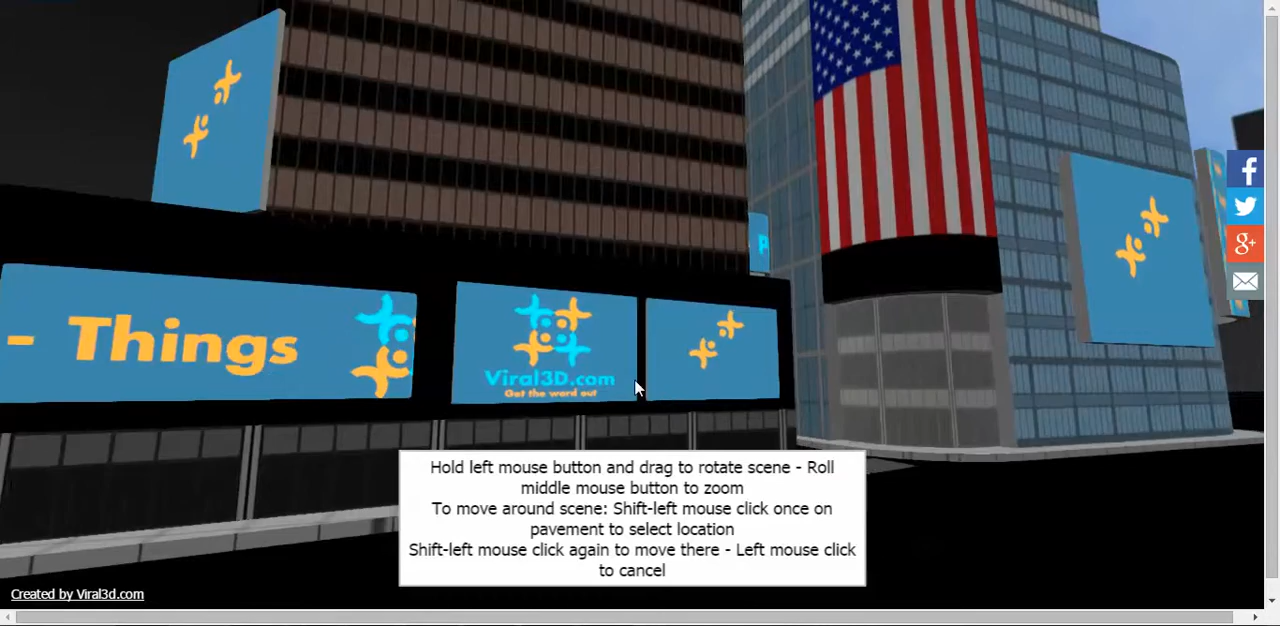 - Things
Viral3D.com
Get the word out
Hold left mouse button and drag to rotate scene - Roll
middle mouse button to zoom
To move around scene: Shift-left mouse click once on
pavement to select location
Shift-left mouse click again to move there - Left mouse click
to cancel
Created by Viral3d.com